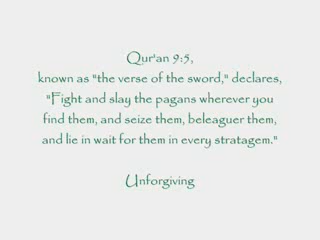 Qur'an 9:5,
known as "the verse of the sword," declares,
"Fight and slay the pagans wherever you
find them, and seize them, beleaguer them,
and lie in wait for them in every stratagem."
Unforgiving